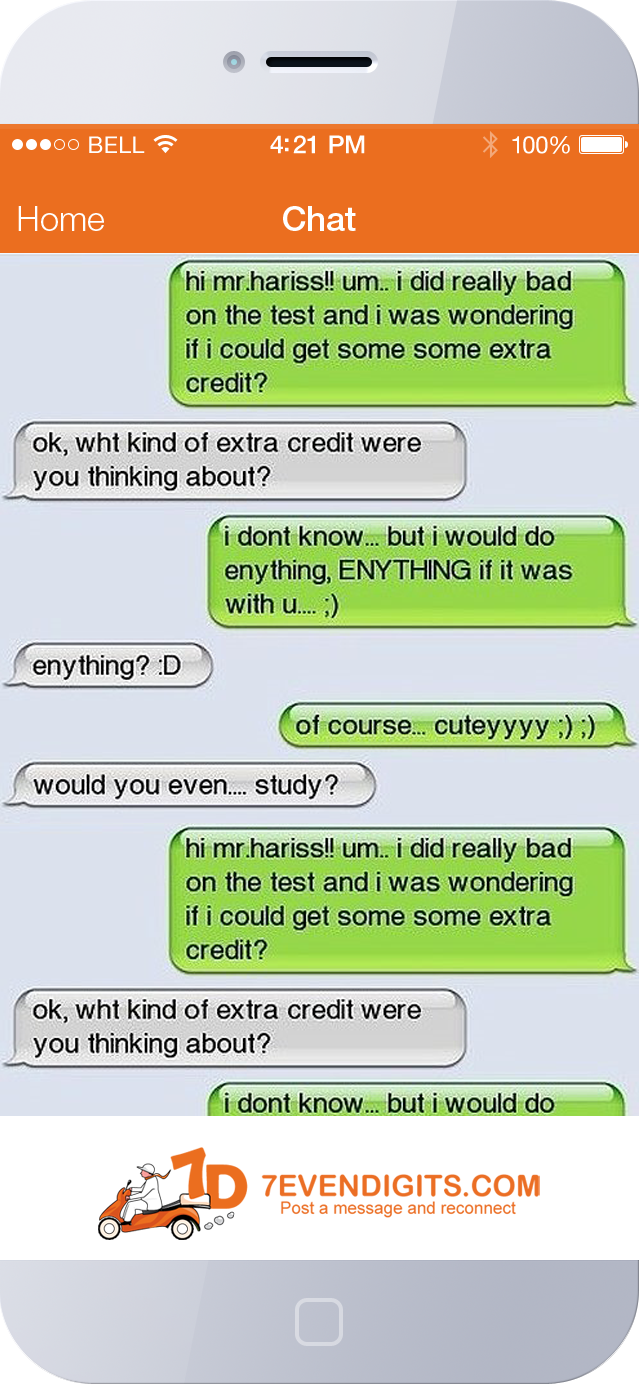 BELL 4:21 PM 100%
Home Chat
hi mr.hariss!! um.. i did really bad
on the test and i was wondering
if i could get some some extra
credit?
ok, wht kind of extra credit were
you thinking about?
i dont know... but i would do
enything, ENYTHING if it was
with u.... ;)
enything? :D
of course... cuteyyyy ;) ;)
would you even.... study?
hi mr.hariss!! um.. i did really bad
on the test and i was wondering
if i could get some some extra
credit?
ok, wht kind of extra credit were
you thinking about?
i dont know... but i would do
7D 7EVENDIGITS.COM
Post a message and reconnect